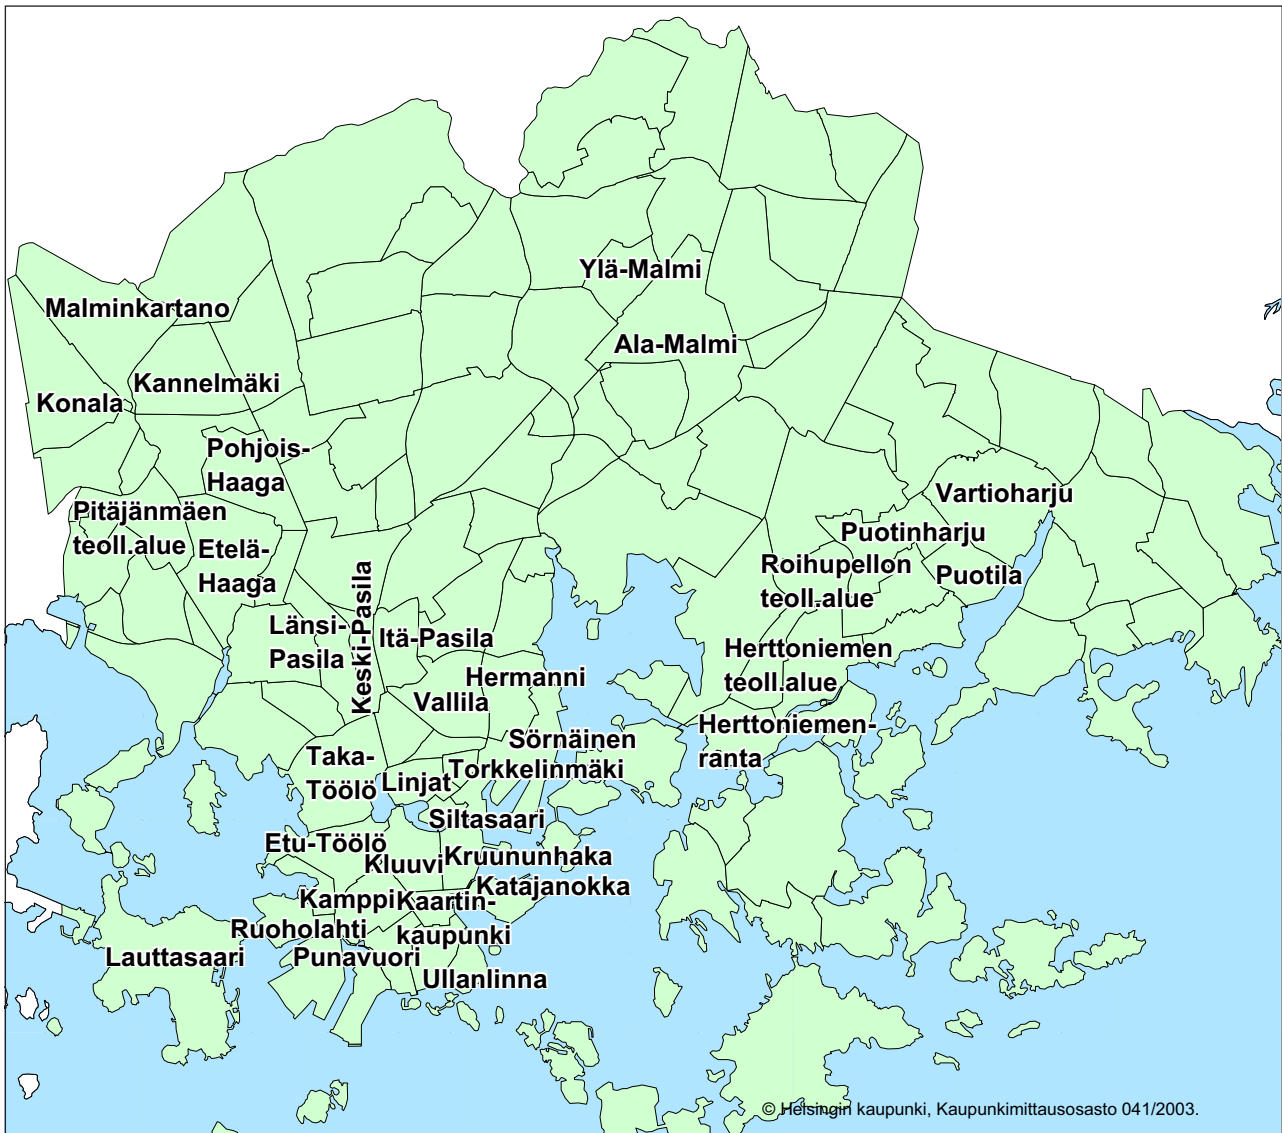 Ylä-Malmi
Malminkartano
Ala-Malmi
Kannelmäki
Konala
Pohjois-
Haaga
Vartioharju
Pitäjänmäen
teoll.alue
Etelä-
Haaga
Puotinharju
Roihupellon
teoll.alue
Puotila
Länsi-
Pasila
Keski-Pasila
Itä-Pasila
Herttoniemen
teoll.alue
Hermanni
Vallila
Herttoniemen-
ranta
Sörnäinen
Taka-
Töölö
Torkkelinmäki
Linjat
Siltasaari
Etu-Töölö
Kluuvi
Kruununhaka
Katajanokka
Kamppi
Kaartin-
kaupunki
Ruoholahti
Lauttasaari
Punavuori
Ullanlinna
© Helsingin kaupunki, Kaupunkimittausosasto 041/2003.